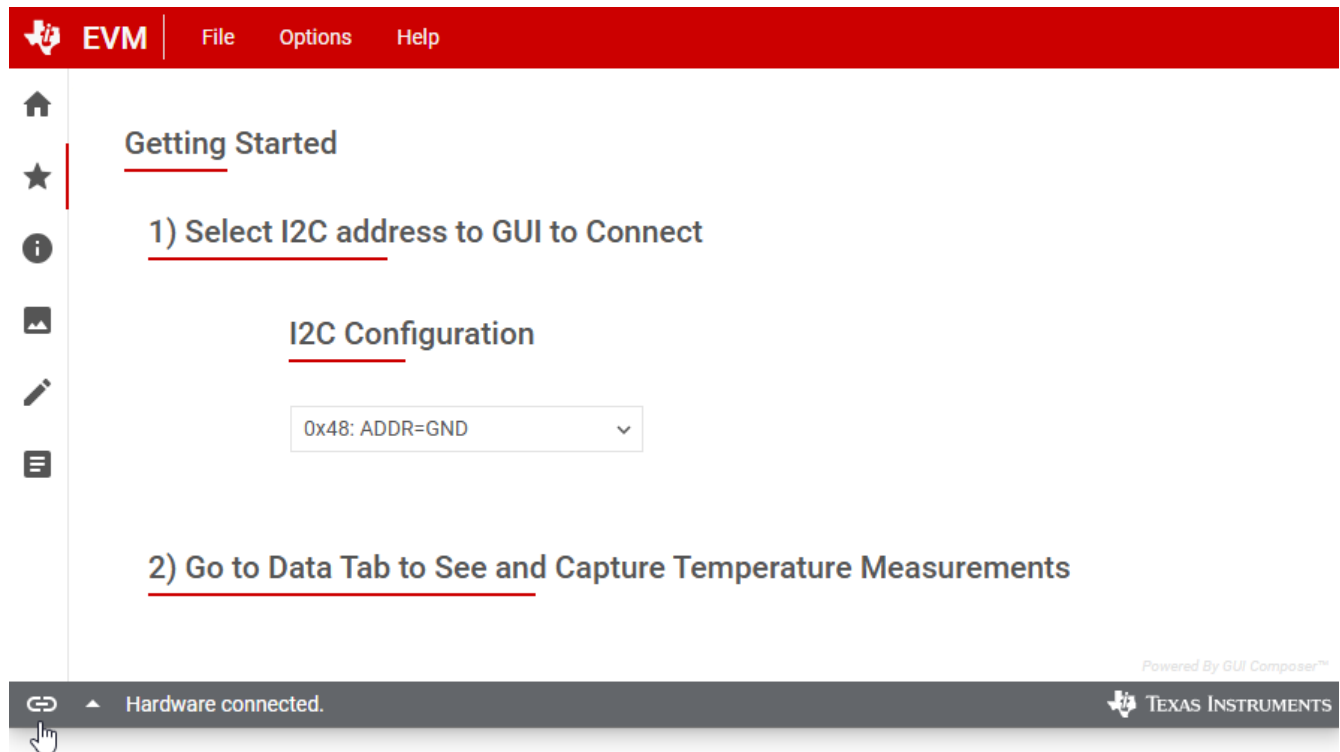 EVM File Options Help
Getting Started
1) Select I2C address to GUI to Connect
I2C Configuration
0x48: ADDR=GND
2) Go to Data Tab to See and Capture Temperature Measurements
Powered By GUI Composer™
Hardware connected. TEXAS INSTRUMENTS